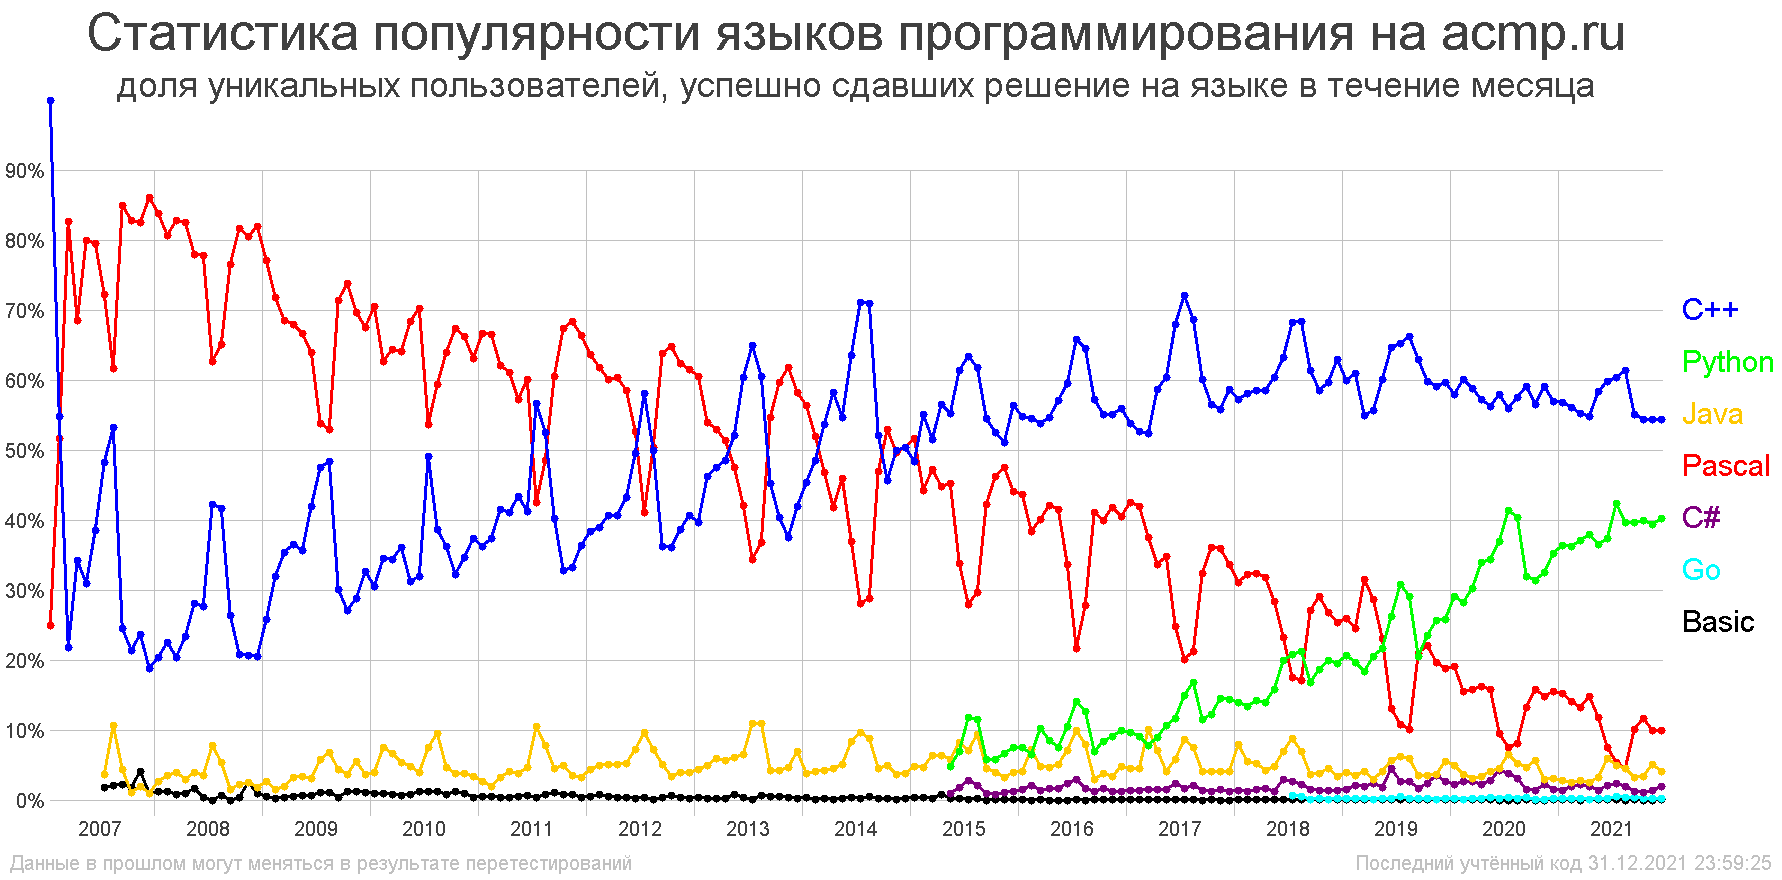 Статистика популярности языков программирования на acmp.ru
доля уникальных пользователей, успешно сдавших решение на языке в течение месяца
90%
80%
70%
60%
50%
40%
30%
20%
10%
0%
2007 2008 2009 2010 2011 2012 2013 2014 2015 2016 2017 2018 2019 2020 2021
C++
Python
Java
Pascal
C#
Go
Basic
Данные в прошлом могут меняться в результате перетестирований
Последний учтённый код 31.12.2021 23:59:25